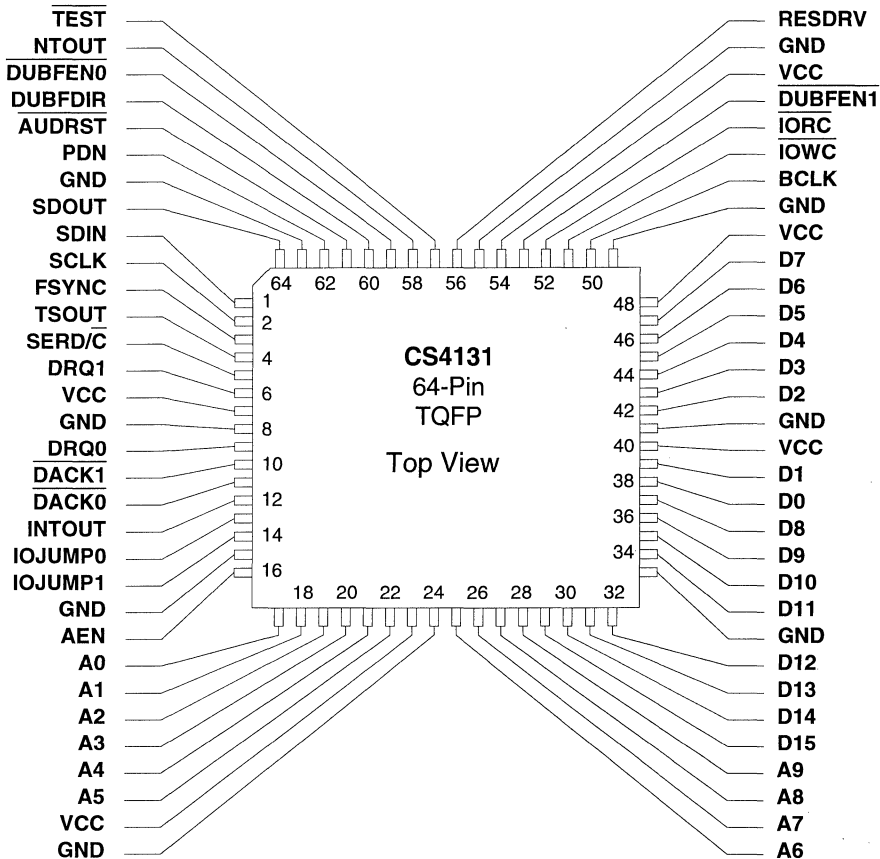 TEST
NTOUT
DUBFEN0
DUBFDIR
AUDRST
PDN
GND
SDOUT
SDIN
SCLK
FSYNC
TSOUT
SERD/C
DRQ1
VCC
GND
DRQ0
DACK1
DACK0
INTOUT
IOJUMP0
IOJUMP1
GND
AEN
A0
A1
A2
A3
A4
A5
VCC
GND
64 62 60 58 56 54 52 50
1
2
4
6
8
10
12
14
16
CS4131
64-Pin
TQFP
Top View
48
46
44
42
40
38
36
34
18 20 22 24 26 28 30 32
RESDRV
GND
VCC
DUBFEN1
IORC
IOWC
BCLK
GND
VCC
D7
D6
D5
D4
D3
D2
GND
VCC
D1
D0
D8
D9
D10
D11
GND
D12
D13
D14
D15
A9
A8
A7
A6